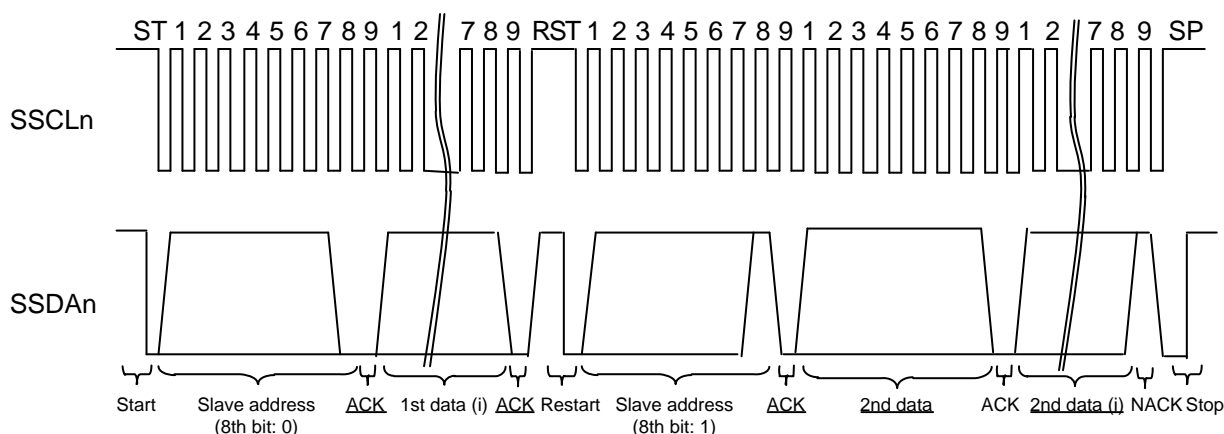 ST 1 2 3 4 5 6 7 8 9 1 2 7 8 9 RST 1 2 3 4 5 6 7 8 9 1 2 3 4 5 6 7 8 9 1 2 7 8 9 SP
SSCLn
SSDAn
Start Slave address ACK 1st data (i) ACK Restart Slave address ACK 2nd data ACK 2nd data (j) NACK Stop
(8th bit: 0) (8th bit: 1)